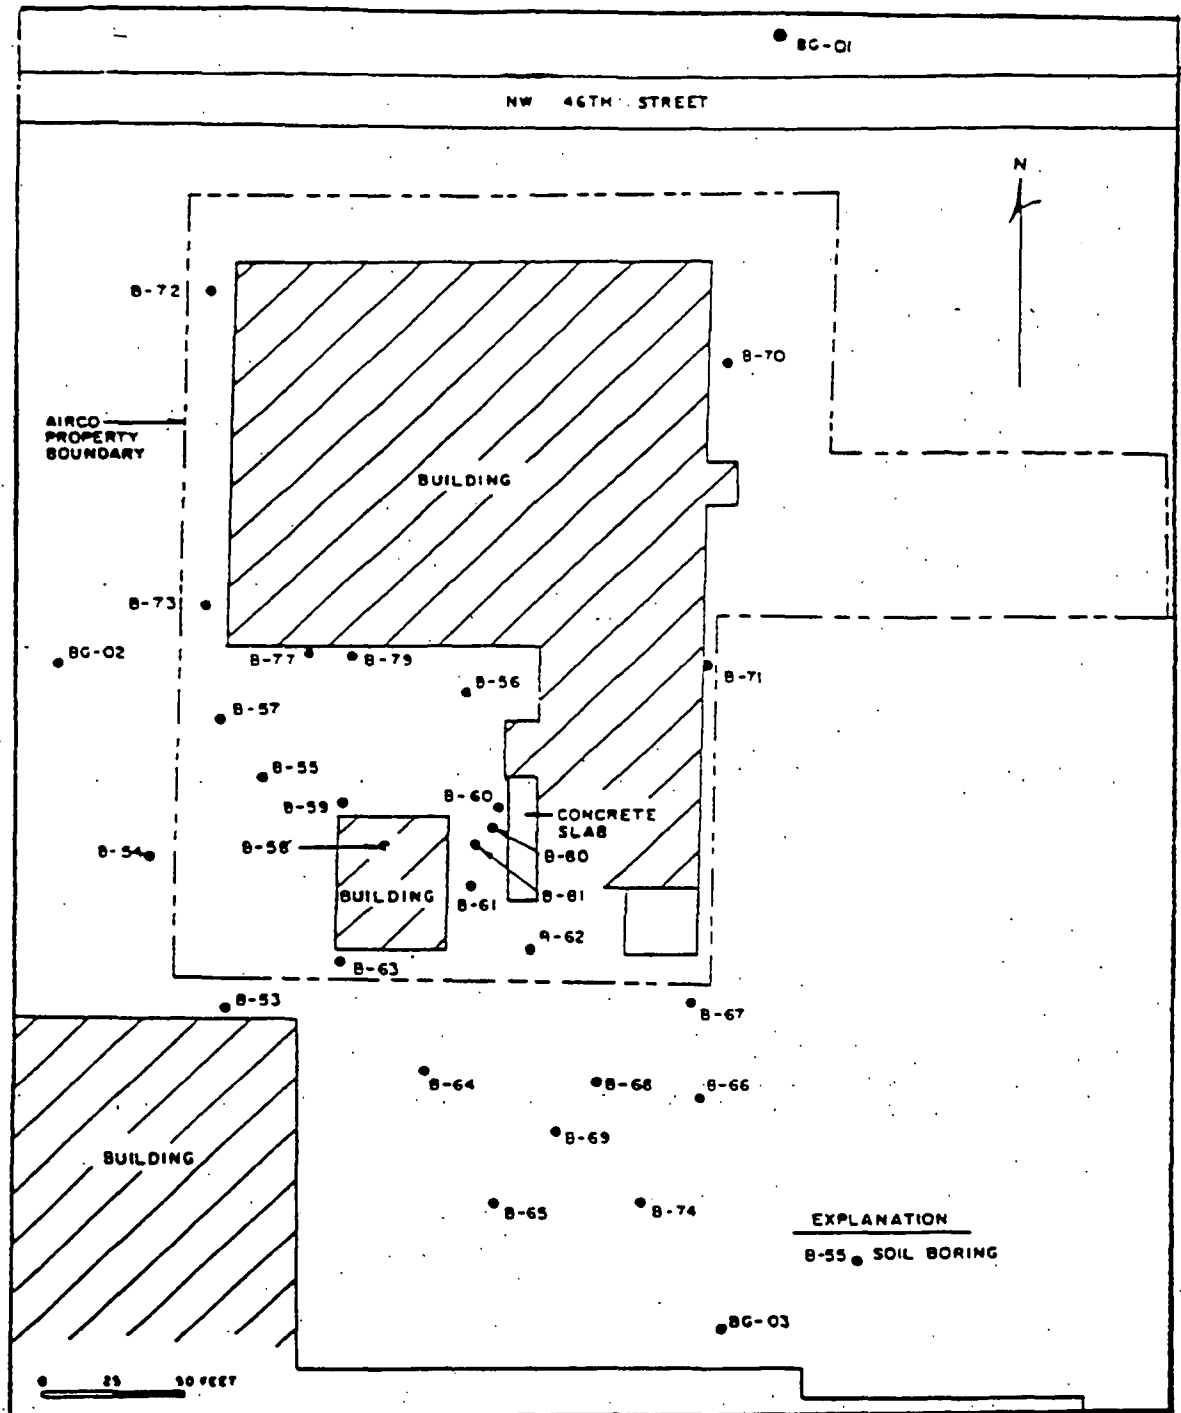 BG-01
NW 46TH STREET
N
B-72
B-70
AIRCO
PROPERTY
BOUNDARY
BUILDING
B-73
BG-02
B-77
B-79
B-71
B-56
B-57
B-55
B-59
B-60
CONCRETE
SLAB
B-58
B-54
B-80
BUILDING
B-61
B-81
B-62
B-63
B-53
B-67
B-64
B-68
B-66
B-69
BUILDING
B-65
B-74
EXPLANATION
B-55 SOIL BORING
BG-03
0 25 50 FEET